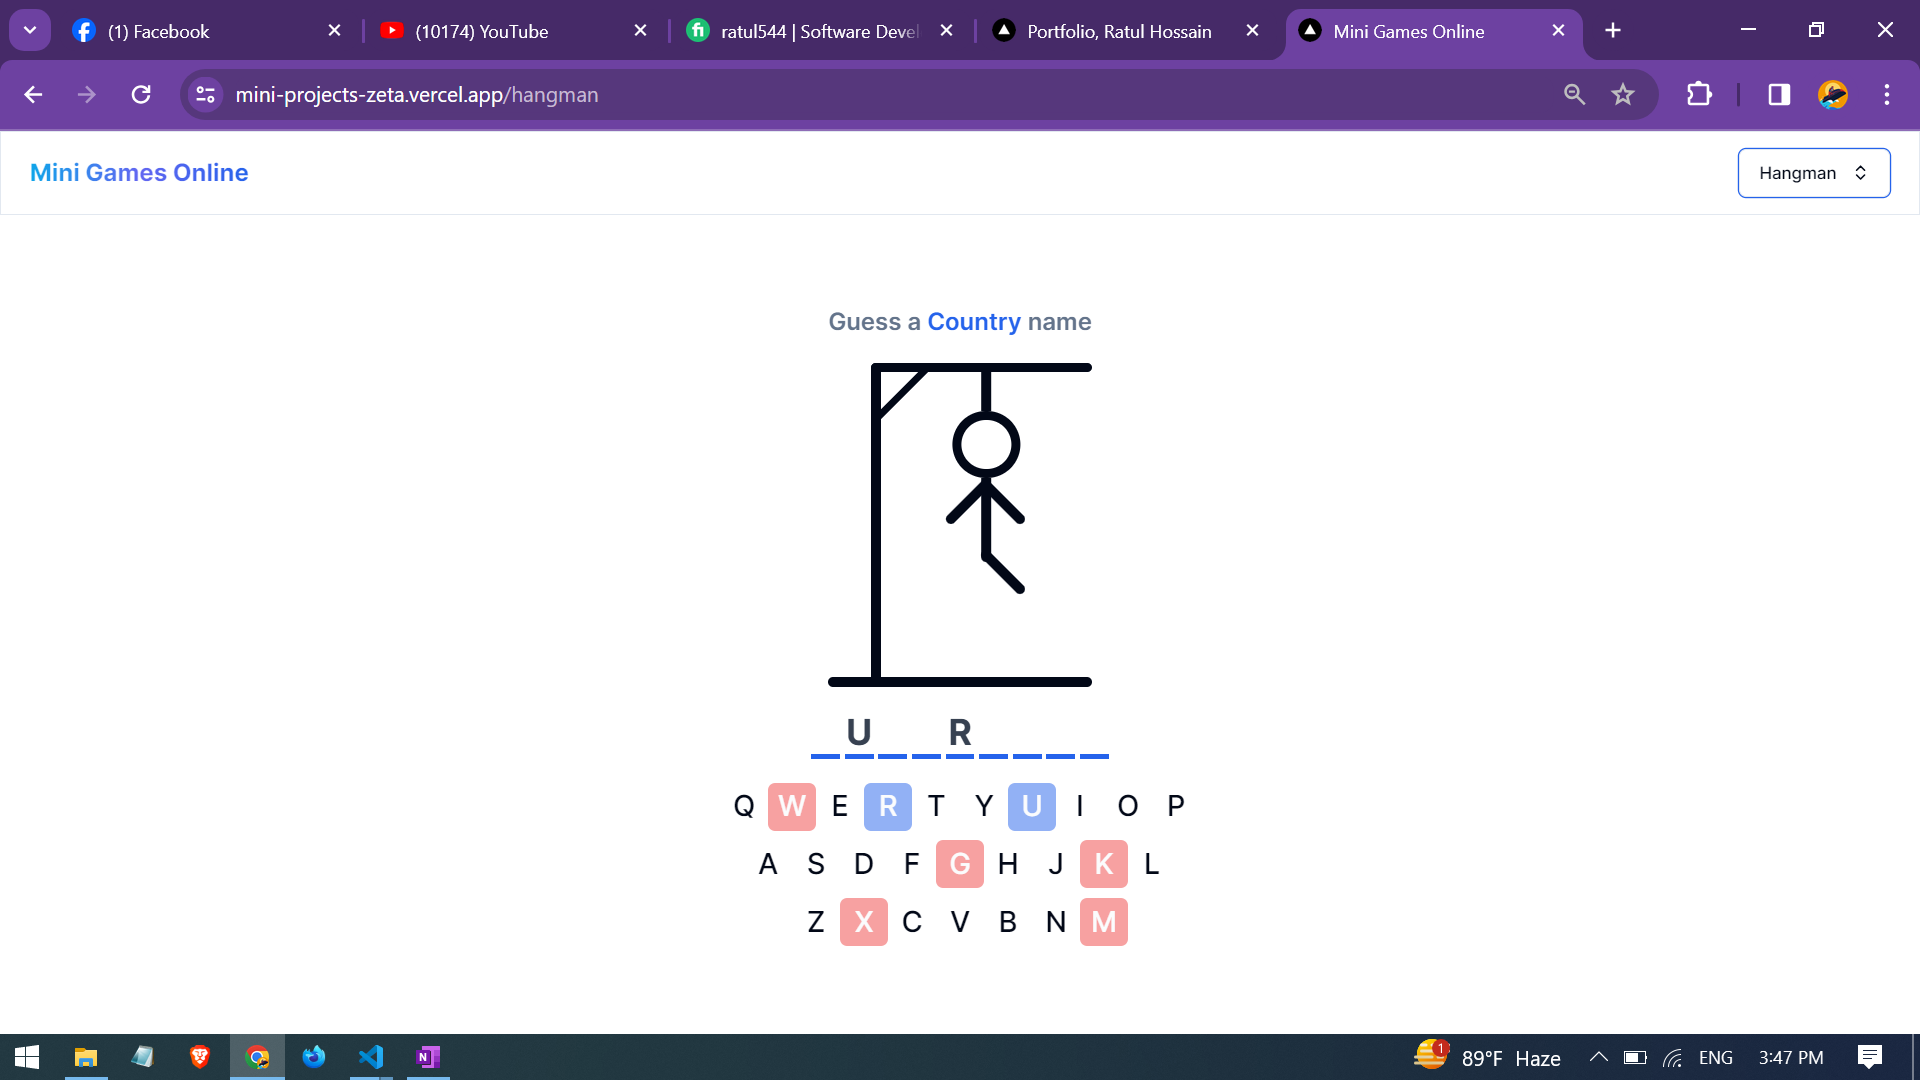 (1) Facebook
(10174) YouTube
ratul544 | Software Devel
Portfolio, Ratul Hossain
Mini Games Online
mini-projects-zeta.vercel.app/hangman
Mini Games Online
Hangman
Guess a Country name
U R
Q W E R T Y U I O P
A S D F G H J K L
Z X C V B N M
1
89°F Haze
ENG
3:47 PM